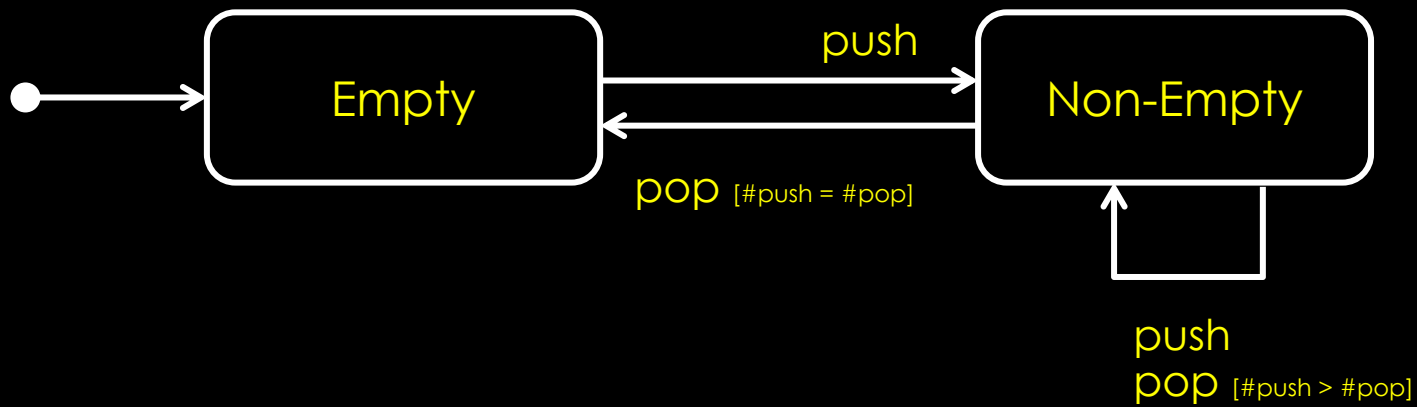 push
Empty
Non-Empty
pop [#push = #pop]
push
pop [#push > #pop]